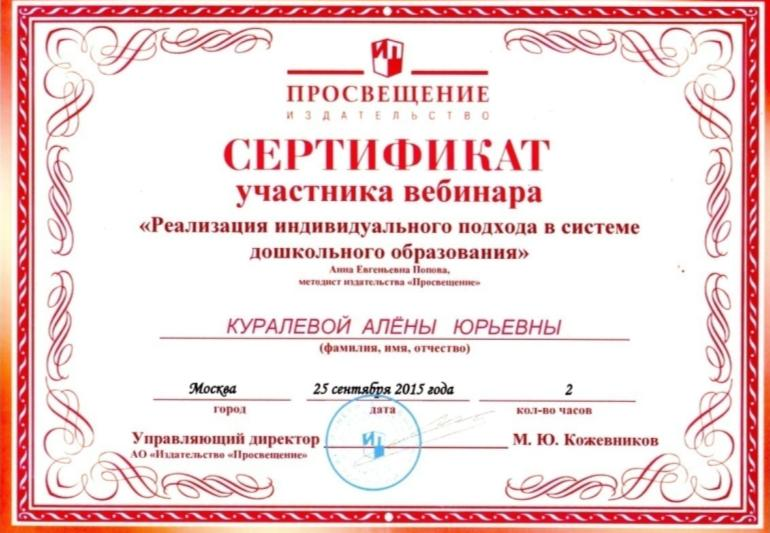 ИП
ПРОСВЕЩЕНИЕ
ИЗДАТЕЛЬСТВО
СЕРТИФИКАТ
участника вебинара
«Реализация индивидуального подхода в системе
дошкольного образования»
Анна Евгеньевна Попова,
методист издательства «Просвещение»
КУРАЛЕВОЙ АЛЁНЫ ЮРЬЕВНЫ
(фамилия, имя, отчество)
Москва 25 сентября 2015 года 2
город дата кол-во часов
Управляющий директор М. Ю. Кожевников
АО «Издательство «Просвещение»
ИП